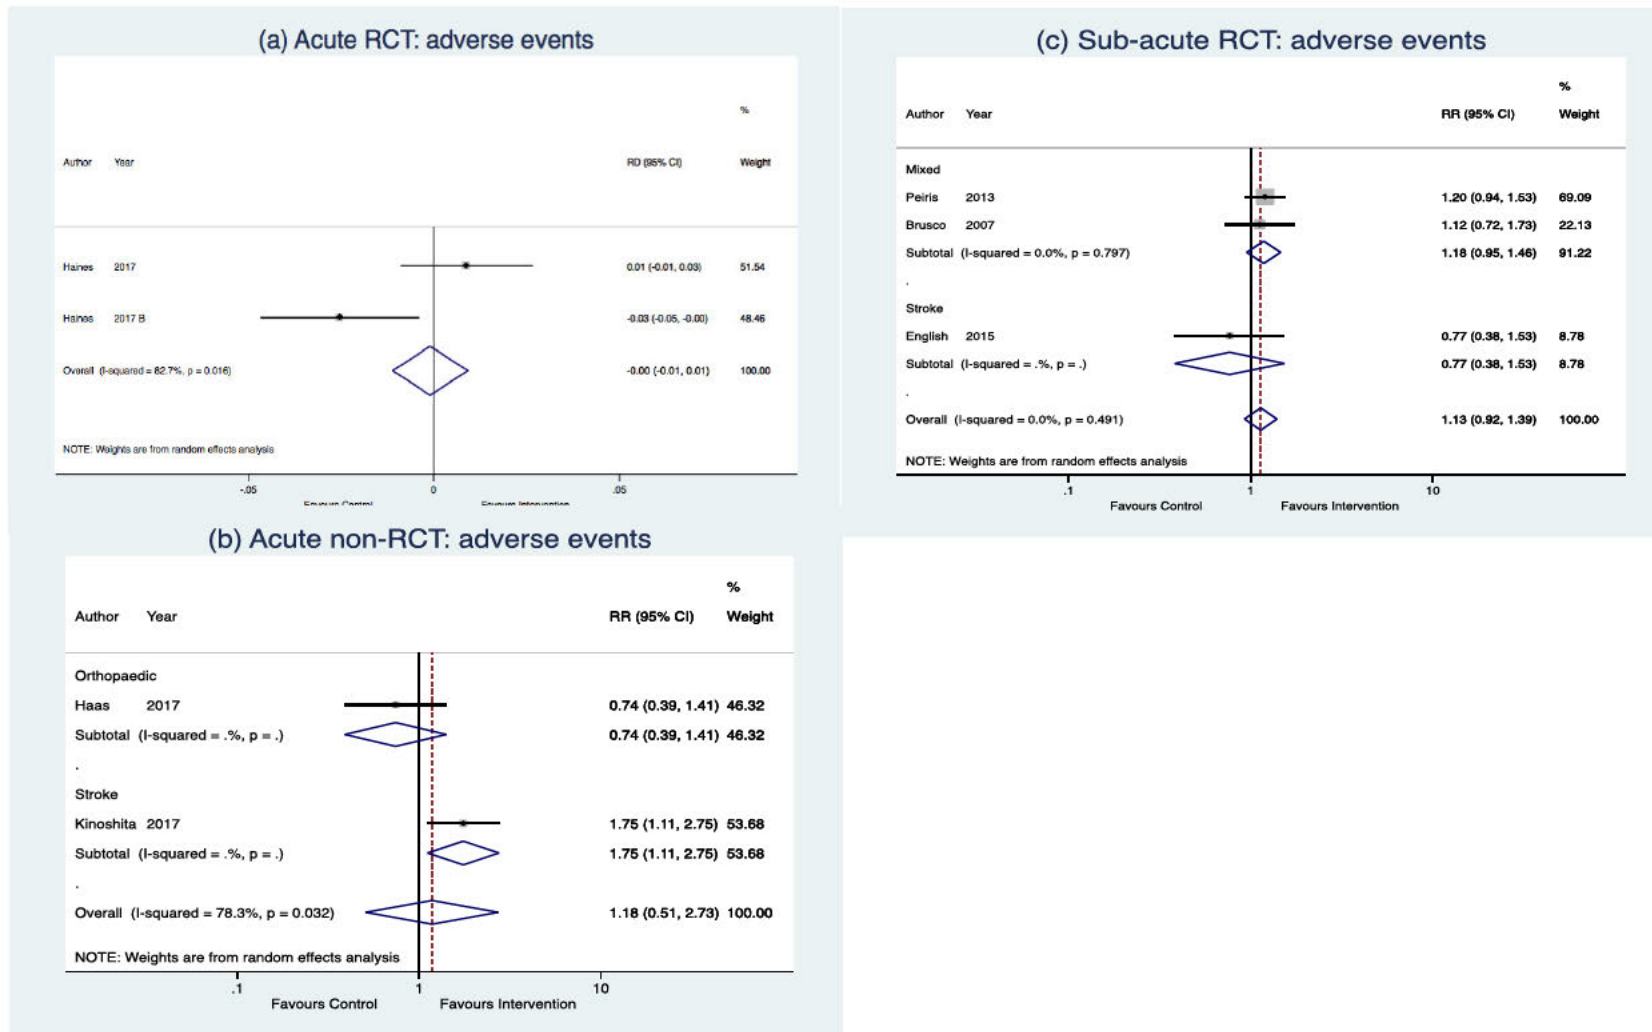 (a) Acute RCT: adverse events
%
Author Year RD (95% CI) Weight
Haines 2017 0.01 (-0.01, 0.03) 51.54
Haines 2017 B -0.03 (-0.05, -0.00) 48.46
Overall (I-squared = 82.7%, p = 0.016) -0.00 (-0.01, 0.01) 100.00
NOTE: Weights are from random effects analysis
-.05 0 .05
Favours Control Favours Intervention
(b) Acute non-RCT: adverse events
%
Author Year RR (95% CI) Weight
Orthopaedic
Haas 2017 0.74 (0.39, 1.41) 46.32
Subtotal (I-squared = .%, p = .) 0.74 (0.39, 1.41) 46.32
.
Stroke
Kinoshita 2017 1.75 (1.11, 2.75) 53.68
Subtotal (I-squared = .%, p = .) 1.75 (1.11, 2.75) 53.68
.
Overall (I-squared = 78.3%, p = 0.032) 1.18 (0.51, 2.73) 100.00
NOTE: Weights are from random effects analysis
.1 1 10
Favours Control Favours Intervention
(c) Sub-acute RCT: adverse events
%
Author Year RR (95% CI) Weight
Mixed
Peiris 2013 1.20 (0.94, 1.53) 69.09
Brusco 2007 1.12 (0.72, 1.73) 22.13
Subtotal (I-squared = 0.0%, p = 0.797) 1.18 (0.95, 1.46) 91.22
.
Stroke
English 2015 0.77 (0.38, 1.53) 8.78
Subtotal (I-squared = .%, p = .) 0.77 (0.38, 1.53) 8.78
.
Overall (I-squared = 0.0%, p = 0.491) 1.13 (0.92, 1.39) 100.00
NOTE: Weights are from random effects analysis
.1 1 10
Favours Control Favours Intervention